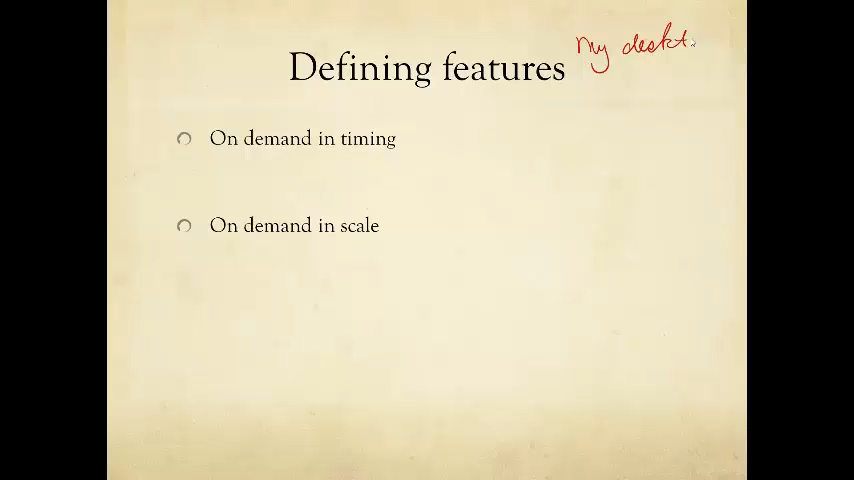 Defining features
My deskt
On demand in timing
On demand in scale